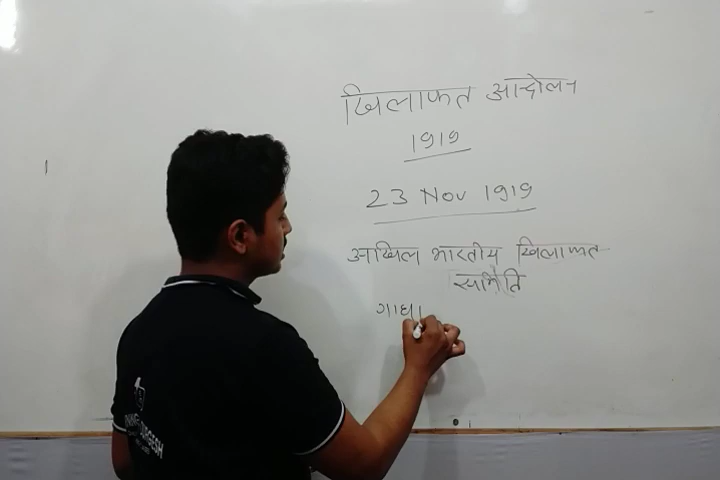 खिलाफत आन्दोलन
1919
23 Nov 1919
अखिल भारतीय खिलाफत
समिति
गाधा